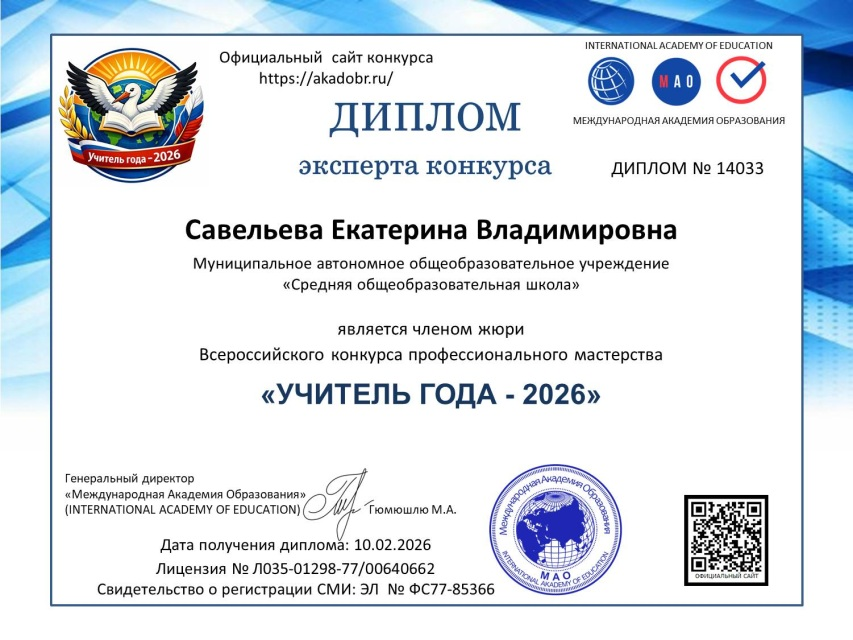 Официальный сайт конкурса
https://akadobr.ru/
INTERNATIONAL ACADEMY OF EDUCATION
МАО
МЕЖДУНАРОДНАЯ АКАДЕМИЯ ОБРАЗОВАНИЯ
Учитель года - 2026
ДИПЛОМ
эксперта конкурса
ДИПЛОМ № 14033
Савельева Екатерина Владимировна
Муниципальное автономное общеобразовательное учреждение
«Средняя общеобразовательная школа»
является членом жюри
Всероссийского конкурса профессионального мастерства
«УЧИТЕЛЬ ГОДА - 2026»
Генеральный директор
«Международная Академия Образования»
(INTERNATIONAL ACADEMY OF EDUCATION) Гюмюшлю М.А.
Дата получения диплома: 10.02.2026
Лицензия № Л035-01298-77/00640662
Свидетельство о регистрации СМИ: ЭЛ № ФС77-85366
Международная Академия Образования
МАО
INTERNATIONAL ACADEMY OF EDUCATION
ОФИЦИАЛЬНЫЙ САЙТ